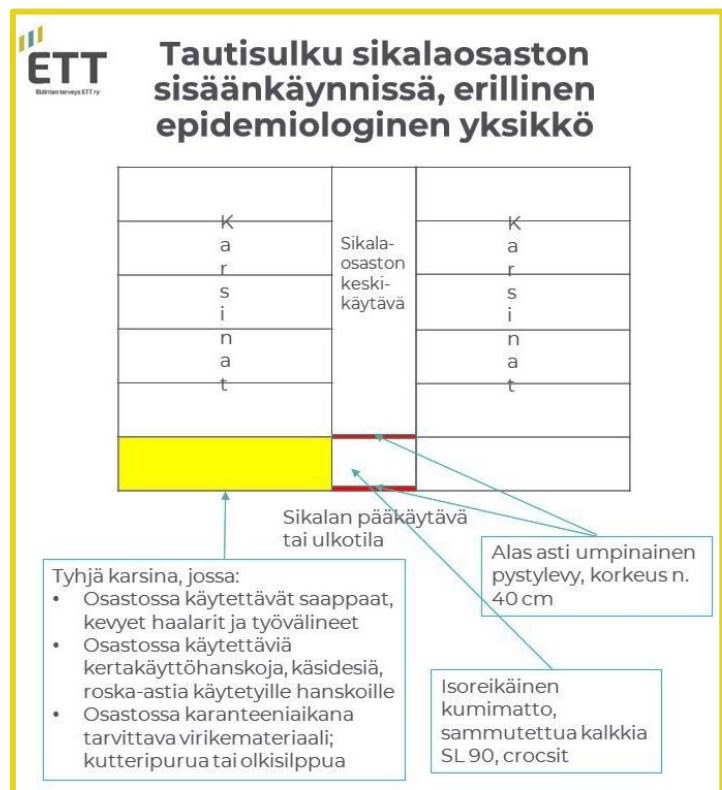 ETT
Eläinten terveys ETT ry
Tautisulku sikalaosaston
sisäänkäynnissä, erillinen
epidemiologinen yksikkö
Karsinat
Sikala-
osaston
keski-
käytävä
Karsinat
Sikalan pääkäytävä
tai ulkotila
Tyhjä karsina, jossa:
• Osastossa käytettävät saappaat,
kevyet haalarit ja työvälineet
• Osastossa käytettäviä
kertakäyttöhanskoja, käsidesiä,
roska-astia käytetyille hanskoille
• Osastossa karanteeniaikana
tarvittava virikemateriaali;
kutteripurua tai olkisilppua
Alas asti umpinainen
pystylevy, korkeus n.
40 cm
Isoreikäinen
kumimatto,
sammutettua kalkkia
SL 90, crocsit